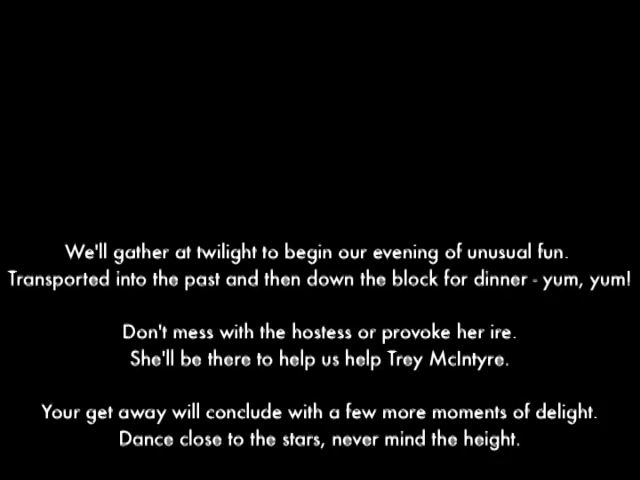 We'll gather at twilight to begin our evening of unusual fun.
Transported into the past and then down the block for dinner - yum, yum!
Don't mess with the hostess or provoke her ire.
She'll be there to help us help Trey McIntyre.
Your get away will conclude with a few more moments of delight.
Dance close to the stars, never mind the height.